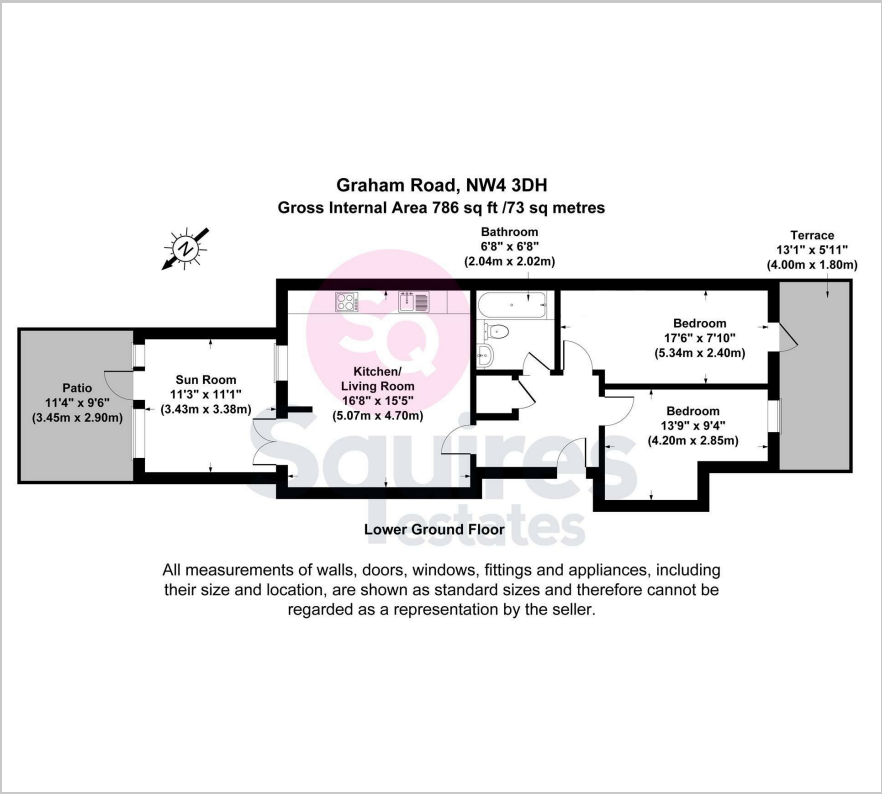 Graham Road, NW4 3DH
Gross Internal Area 786 sq ft /73 sq metres
Bathroom
6'8" x 6'8"
(2.04m x 2.02m)
Terrace
13'1" x 5'11"
(4.00m x 1.80m)
N
SQ
Bedroom
17'6" x 7'10"
(5.34m x 2.40m)
Kitchen/
Living Room
16'8" x 15'5"
(5.07m x 4.70m)
Sun Room
11'3" x 11'1"
(3.43m x 3.38m)
Patio
11'4" x 9'6"
(3.45m x 2.90m)
Bedroom
13'9" x 9'4"
(4.20m x 2.85m)
Squires
estates
Lower Ground Floor
All measurements of walls, doors, windows, fittings and appliances, including
their size and location, are shown as standard sizes and therefore cannot be
regarded as a representation by the seller.